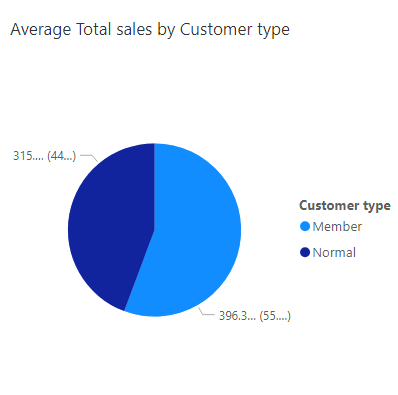 Average Total sales by Customer type
315.... (44...)
Customer type
Member
Normal
396.3... (55....)